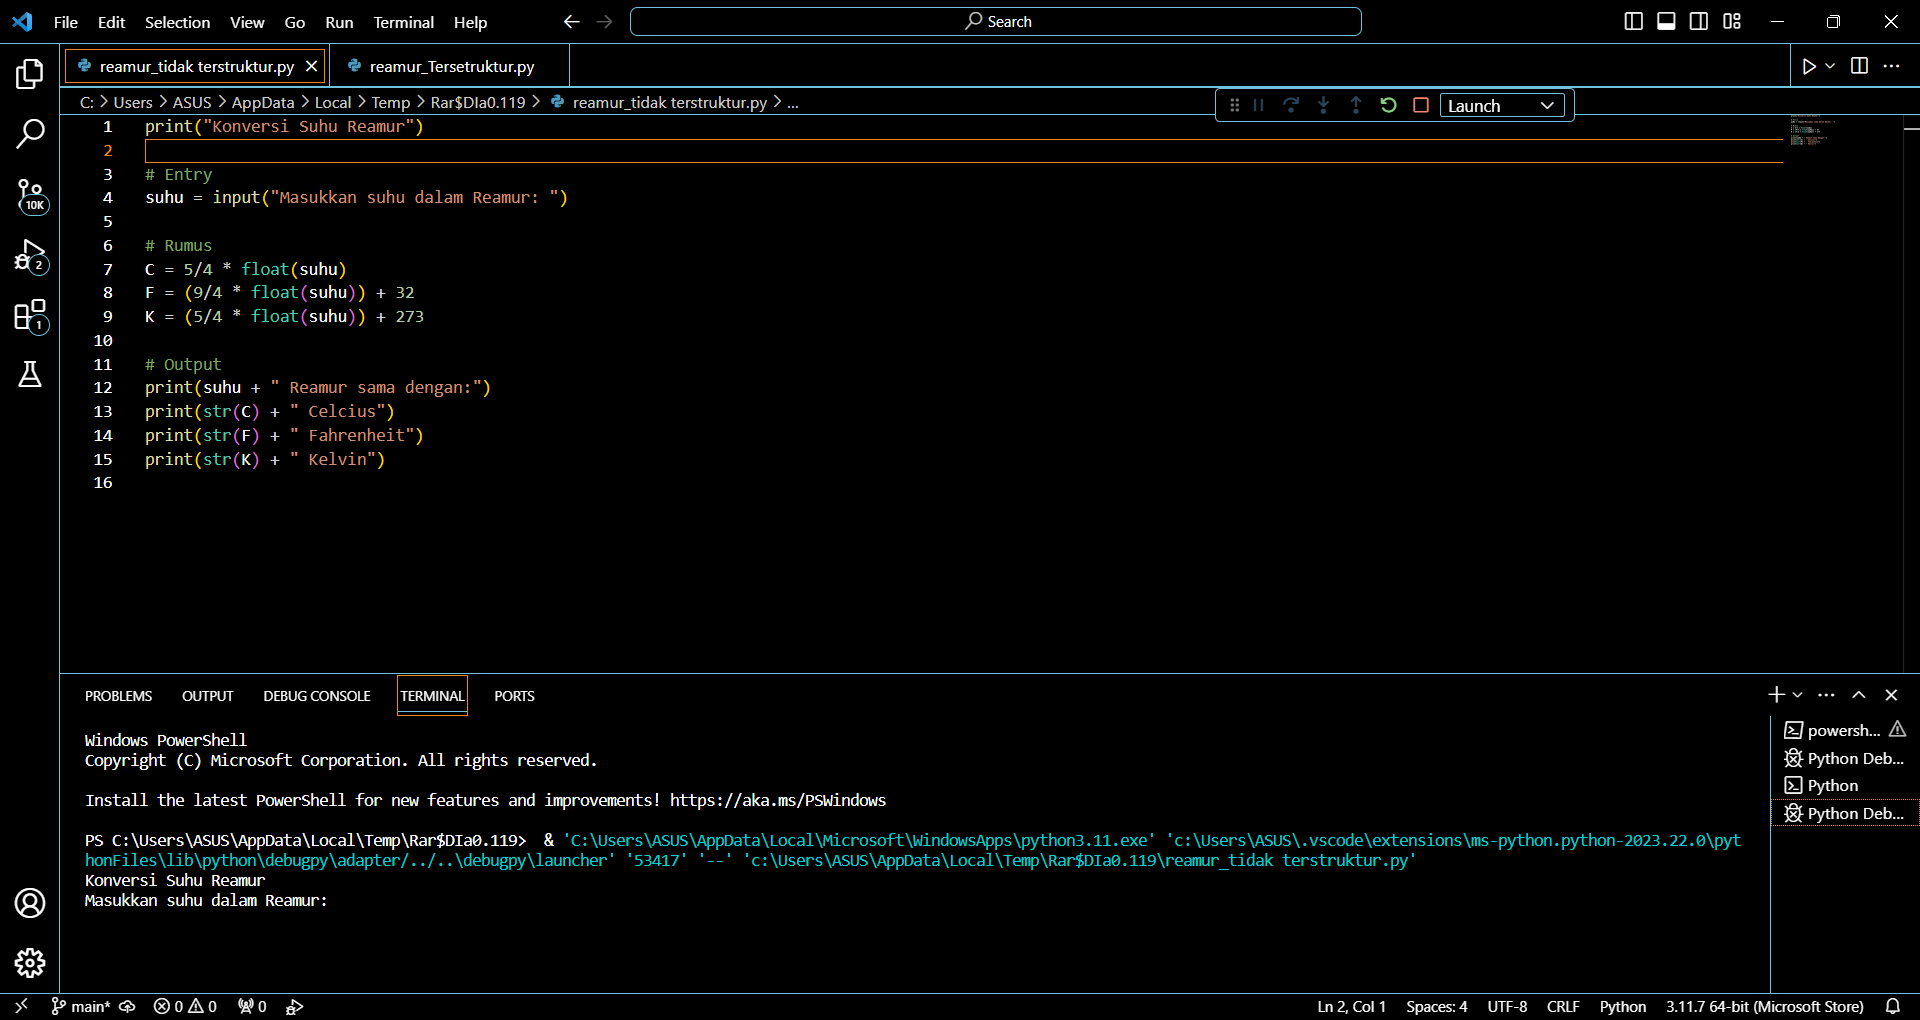 File Edit Selection View Go Run Terminal Help Search
reamur_tidak terstruktur.py reamur_Tersetruktur.py
C: > Users > ASUS > AppData > Local > Temp > Rar$DIa0.119 > reamur_tidak terstruktur.py > ...
Launch
1 print("Konversi Suhu Reamur")
2
3 # Entry
4 suhu = input("Masukkan suhu dalam Reamur: ")
5
6 # Rumus
7 C = 5/4 * float(suhu)
8 F = (9/4 * float(suhu)) + 32
9 K = (5/4 * float(suhu)) + 273
10
11 # Output
12 print(suhu + " Reamur sama dengan:")
13 print(str(C) + " Celcius")
14 print(str(F) + " Fahrenheit")
15 print(str(K) + " Kelvin")
16
10K
2
1
PROBLEMS OUTPUT DEBUG CONSOLE TERMINAL PORTS
Windows PowerShell
Copyright (C) Microsoft Corporation. All rights reserved.
Install the latest PowerShell for new features and improvements! https://aka.ms/PSWindows
PS C:\Users\ASUS\AppData\Local\Temp\Rar$DIa0.119> & 'C:\Users\ASUS\AppData\Local\Microsoft\WindowsApps\python3.11.exe' 'c:\Users\ASUS\.vscode\extensions\ms-python.python-2023.22.0\pyt
honFiles\lib\python\debugpy\adapter/../..\debugpy\launcher' '53417' '--' 'c:\Users\ASUS\AppData\Local\Temp\Rar$DIa0.119\reamur_tidak terstruktur.py'
Konversi Suhu Reamur
Masukkan suhu dalam Reamur:
powersh...
Python Deb...
Python
Python Deb...
main* 0 0 0 Ln 2, Col 1 Spaces: 4 UTF-8 CRLF Python 3.11.7 64-bit (Microsoft Store)